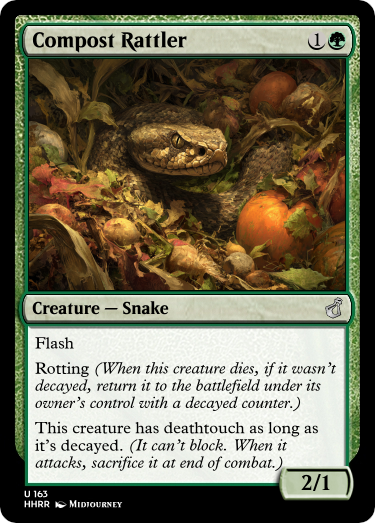 Compost Rattler 1
Creature — Snake
Flash
Rotting (When this creature dies, if it wasn't
decayed, return it to the battlefield under its
owner's control with a decayed counter.)
This creature has deathtouch as long as
it's decayed. (It can't block. When it
attacks, sacrifice it at end of combat.)
2/1
U 163
HHRR Midjourney